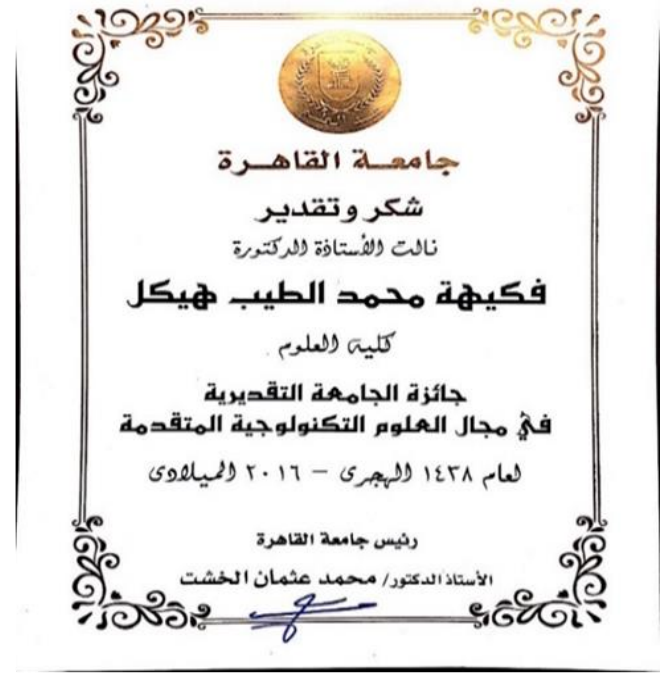 جامعة القاهرة
شكر وتقدير
نالت الأستاذة الدكتورة
فكيهة محمد الطيب هيكل
كلية العلوم
جائزة الجامعة التقديرية
في مجال العلوم التكنولوجية المتقدمة
لعام ١٤٣٨ الهجرى – ٢٠١٦ الميلادى
رئيس جامعة القاهرة
الأستاذ الدكتور/ محمد عثمان الخشت